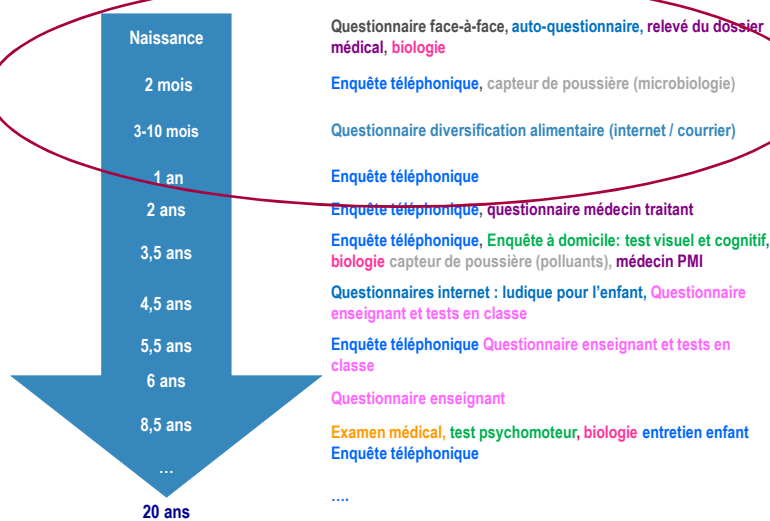 Naissance
Questionnaire face-à-face, auto-questionnaire, relevé du dossier
médical, biologie
2 mois
Enquête téléphonique, capteur de poussière (microbiologie)
3-10 mois
Questionnaire diversification alimentaire (internet / courrier)
1 an
Enquête téléphonique
2 ans
Enquête téléphonique, questionnaire médecin traitant
3,5 ans
Enquête téléphonique, Enquête à domicile: test visuel et cognitif,
biologie capteur de poussière (polluants), médecin PMI
4,5 ans
Questionnaires internet : ludique pour l'enfant, Questionnaire
enseignant et tests en classe
5,5 ans
Enquête téléphonique Questionnaire enseignant et tests en
classe
6 ans
Questionnaire enseignant
8,5 ans
Examen médical, test psychomoteur, biologie entretien enfant
Enquête téléphonique
...
....
20 ans